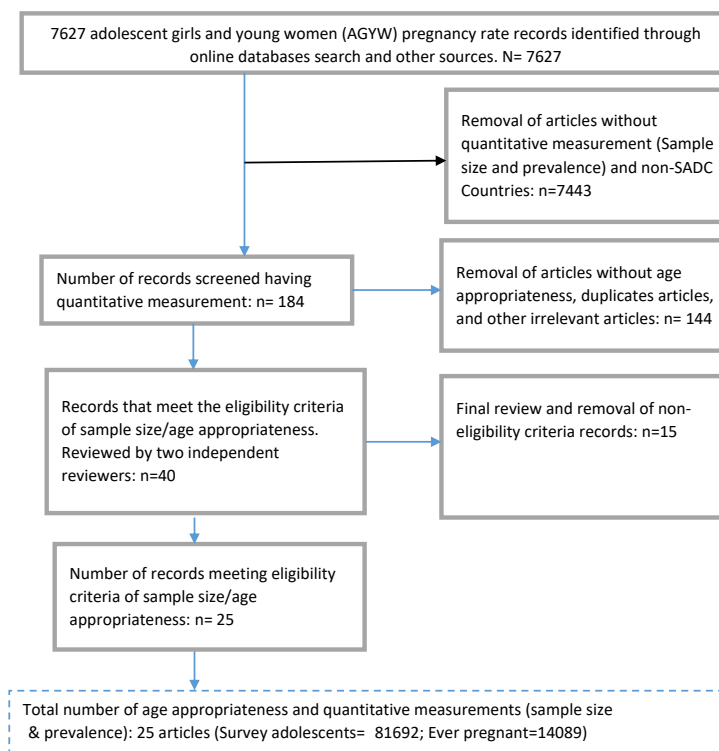 7627 adolescent girls and young women (AGYW) pregnancy rate records identified through
online databases search and other sources. N= 7627
Removal of articles without
quantitative measurement (Sample
size and prevalence) and non-SADC
Countries: n=7443
Number of records screened having
quantitative measurement: n= 184
Removal of articles without age
appropriateness, duplicates articles,
and other irrelevant articles: n= 144
Records that meet the eligibility criteria
of sample size/age appropriateness.
Reviewed by two independent
reviewers: n=40
Final review and removal of non-
eligibility criteria records: n=15
Number of records meeting eligibility
criteria of sample size/age
appropriateness: n= 25
Total number of age appropriateness and quantitative measurements (sample size
& prevalence): 25 articles (Survey adolescents= 81692; Ever pregnant=14089)